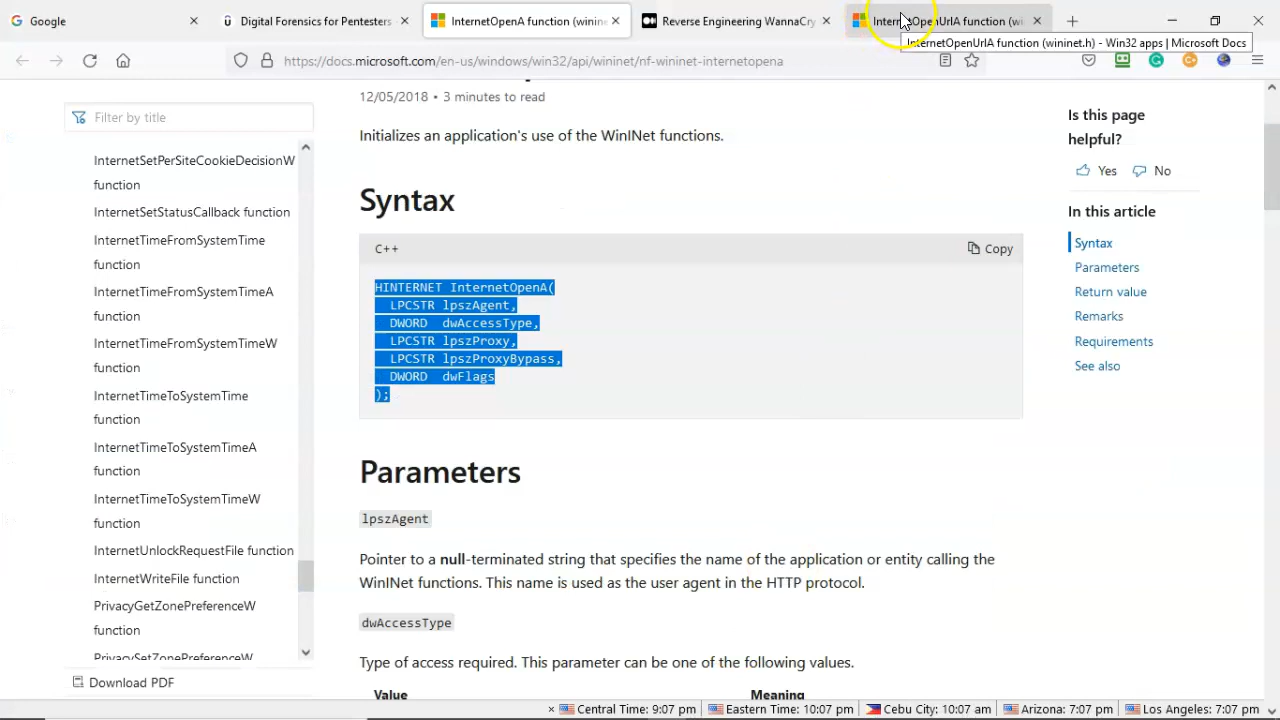 Google
Digital Forensics for Pentesters -
InternetOpenA function (winine
Reverse Engineering WannaCry
InternetOpenUrlA function (wi
InternetOpenUrlA function (wininet.h) - Win32 apps | Microsoft Docs
https://docs.microsoft.com/en-us/windows/win32/api/wininet/nf-wininet-internetopena
12/05/2018 • 3 minutes to read
Filter by title
Initializes an application's use of the WinINet functions.
InternetSetPerSiteCookieDecisionW
function
InternetSetStatusCallback function
InternetTimeFromSystemTime
function
InternetTimeFromSystemTimeA
function
InternetTimeFromSystemTimeW
function
InternetTimeToSystemTime
function
InternetTimeToSystemTimeA
function
InternetTimeToSystemTimeW
function
InternetUnlockRequestFile function
InternetWriteFile function
PrivacyGetZonePreferenceW
function
PrivacySetZonePreferenceW
Download PDF
Syntax
C++
Copy
HINTERNET InternetOpenA(
LPCSTR lpszAgent,
DWORD dwAccessType,
LPCSTR lpszProxy,
LPCSTR lpszProxyBypass,
DWORD dwFlags
);
Parameters
lpszAgent
Pointer to a null-terminated string that specifies the name of the application or entity calling the
WinINet functions. This name is used as the user agent in the HTTP protocol.
dwAccessType
Type of access required. This parameter can be one of the following values.
Value Meaning
Is this page
helpful?
Yes No
In this article
Syntax
Parameters
Return value
Remarks
Requirements
See also
Central Time: 9:07 pm
Eastern Time: 10:07 pm
Cebu City: 10:07 am
Arizona: 7:07 pm
Los Angeles: 7:07 pm